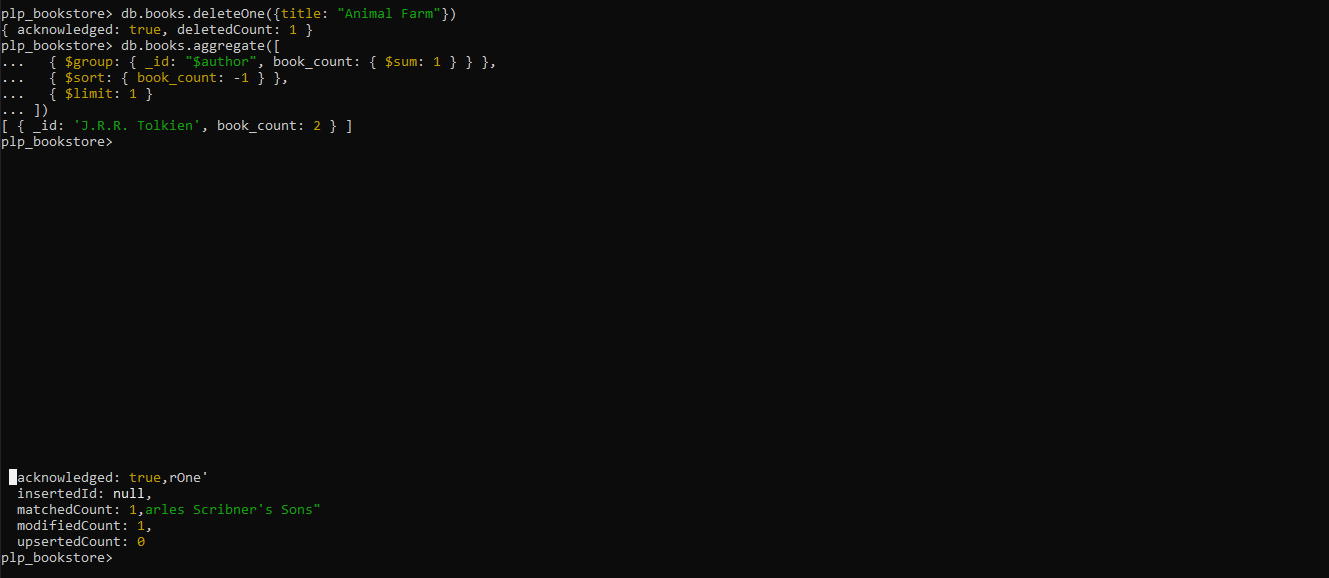 plp_bookstore> db.books.deleteOne({title: "Animal Farm"})
{ acknowledged: true, deletedCount: 1 }
plp_bookstore> db.books.aggregate([
...   { $group: { _id: "$author", book_count: { $sum: 1 } } },
...   { $sort: { book_count: -1 } },
...   { $limit: 1 }
... ])
[ { _id: 'J.R.R. Tolkien', book_count: 2 } ]
plp_bookstore>
acknowledged: true,rOne'
insertedId: null,
matchedCount: 1,arles Scribner's Sons"
modifiedCount: 1,
upsertedCount: 0
plp_bookstore>